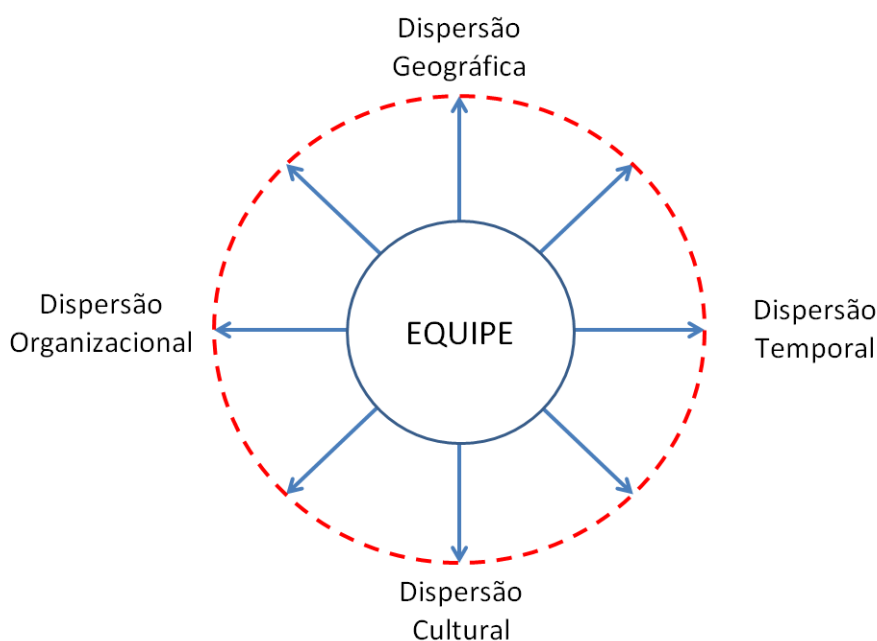 Dispersão
Geográfica
Dispersão
Organizacional
EQUIPE
Dispersão
Temporal
Dispersão
Cultural